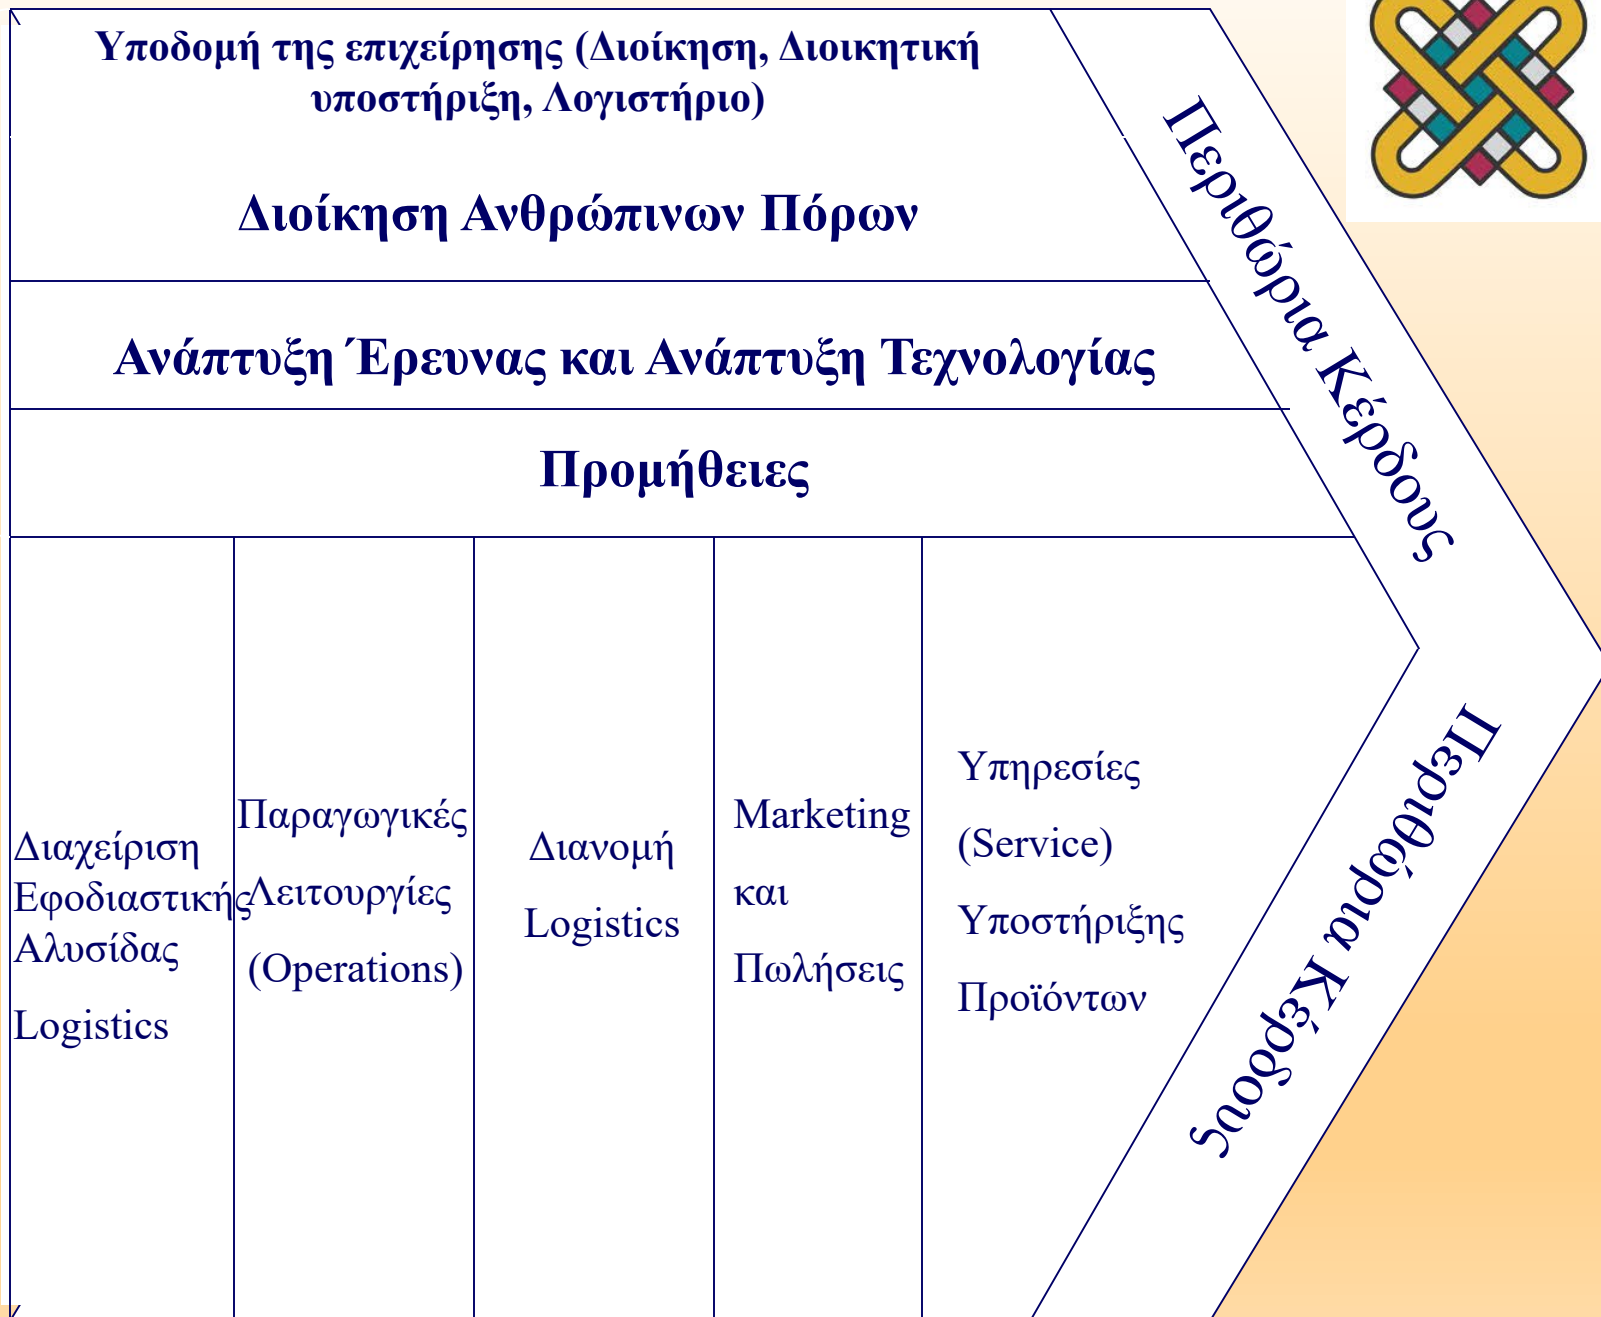 Υποδομή της επιχείρησης (Διοίκηση, Διοικητική
υποστήριξη, Λογιστήριο)
Διοίκηση Ανθρώπινων Πόρων
Ανάπτυξη Έρευνας και Ανάπτυξη Τεχνολογίας
Προμήθειες
Περιθώρια Κέρδους
Διαχείριση
Εφοδιαστικής
Αλυσίδας
Logistics
Παραγωγικές
Λειτουργίες
(Operations)
Διανομή
Logistics
Marketing
και
Πωλήσεις
Υπηρεσίες
(Service)
Υποστήριξης
Προϊόντων
Περιθώρια Κέρδους